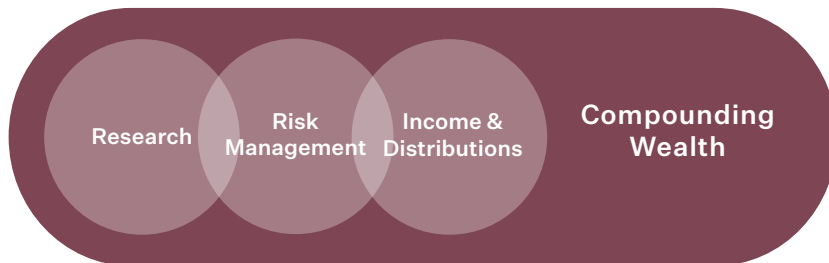 Research
Risk
Management
Income &
Distributions
Compounding
Wealth